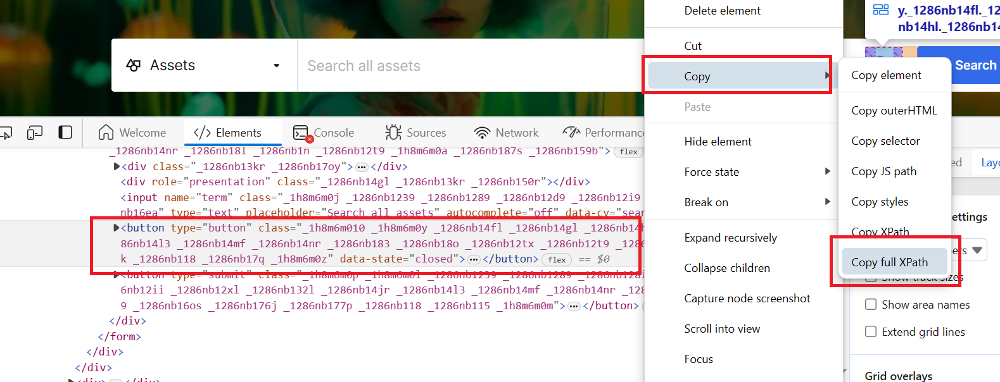 Delete element
y._1286nb14fl._12
nb14hl._1286nb14
Cut
Assets
Search all assets
Copy
Search
Copy element
Paste
Copy outerHTML
Welcome
Elements
Console
Sources
Network
Performance
Hide element
Copy selector
_1286nb14nr _1286nb18l _1286nb1n _1286nb12t9 _1h8m6m0a _1286nb187s _1286nb159b"> flex
<div class="_1286nb13kr _1286nb17oy"> ••• </div>
Force state
Copy JS path
ed
Layo
<div role="presentation" class="_1286nb14gl _1286nb13kr _1286nb150r"></div>
<input name="term" class="_1h8m6m0j _1286nb1239 _1286nb1289 _1286nb12d9 _1286nb12i9
Break on
Copy styles
nb16ea" type="text" placeholder="Search all assets" autocomplete="off" data-cy="sear
ettings
<button type="button" class="_1h8m6m010 _1h8m6m0y _1286nb14fl _1286nb14gl _1286nb14h
Copy XPath
86nb14l3 _1286nb14mf _1286nb14nr _1286nb183 _1286nb18o _1286nb12tx _1286nb12t9 _1286
Expand recursively
ers
k _1286nb118 _1286nb17q _1h8m6m0z" data-state="closed"> ••• </button> flex == $0
Copy full XPath
Collapse children
<button type="submit" class="_1h8m6m0p _1h8m6m0l _1286nb1239 _1286nb1289 _1286nb128i
Show track sizes
6nb12ii _1286nb12xl _1286nb132l _1286nb14jr _1286nb14l3 _1286nb14mf _1286nb14nr _128
Capture node screenshot
Show area names
9 _1286nb16os _1286nb176j _1286nb177p _1286nb118 _1286nb115 _1h8m6m0m"> ••• </button>
</div>
Scroll into view
Extend grid lines
</form>
</div>
Focus
</div>
<div> ••• </div>
Grid overlays